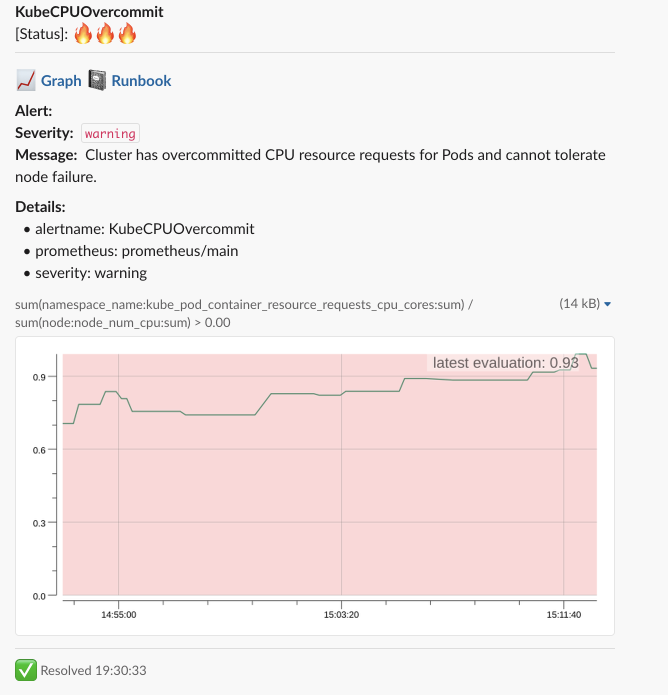 KubeCPUOvercommit
[Status]: 🔥🔥🔥
📈 Graph 📓 Runbook
Alert:
Severity: warning
Message: Cluster has overcommitted CPU resource requests for Pods and cannot tolerate
node failure.
Details:
• alertname: KubeCPUOvercommit
• prometheus: prometheus/main
• severity: warning
sum(namespace_name:kube_pod_container_resource_requests_cpu_cores:sum) / (14 kB)
sum(node:node_num_cpu:sum) > 0.00
latest evaluation: 0.93
0.9
0.6
0.3
0.0
14:55:00 15:03:20 15:11:40
✅ Resolved 19:30:33